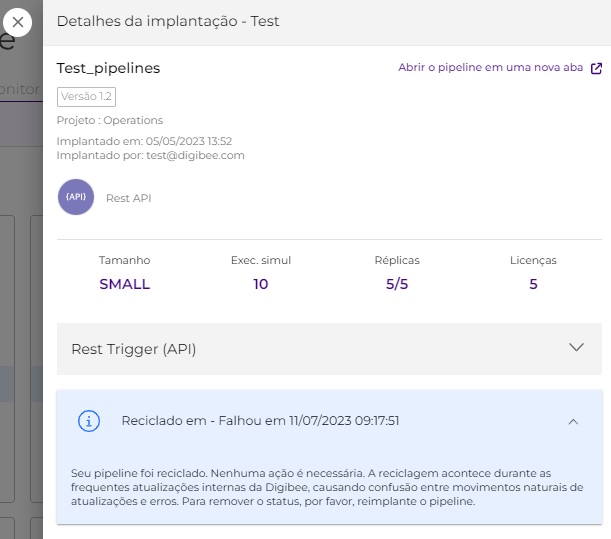 Detalhes da implantação - Test
e
onitor
Test_pipelines
Abrir o pipeline em uma nova aba
Versão 1.2
Projeto : Operations
Implantado em: 05/05/2023 13:52
Implantado por: test@digibee.com
{API}
Rest API
Tamanho Exec. simul Réplicas Licenças
SMALL 10 5/5 5
Rest Trigger (API)
Reciclado em - Falhou em 11/07/2023 09:17:51
Seu pipeline foi reciclado. Nenhuma ação é necessária. A reciclagem acontece durante as
frequentes atualizações internas da Digibee, causando confusão entre movimentos naturais de
atualizações e erros. Para remover o status, por favor, reimplante o pipeline.